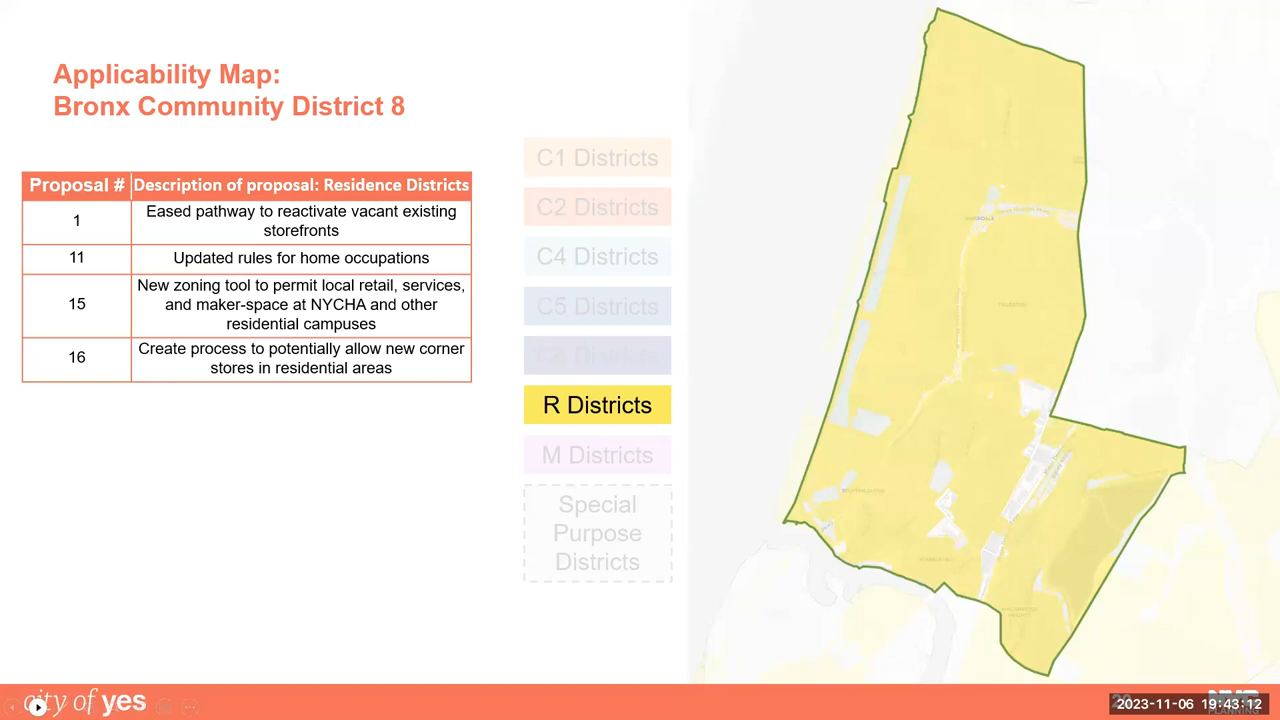 Applicability Map:
Bronx Community District 8
Proposal # Description of proposal: Residence Districts
1 Eased pathway to reactivate vacant existing
storefronts
11 Updated rules for home occupations
15 New zoning tool to permit local retail, services,
and maker-space at NYCHA and other
residential campuses
16 Create process to potentially allow new corner
stores in residential areas
C1 Districts
C2 Districts
C4 Districts
C5 Districts
Districts
R Districts
M Districts
Special
Purpose
Districts
city of yes
2023-11-06 19:43:12
PLANNING